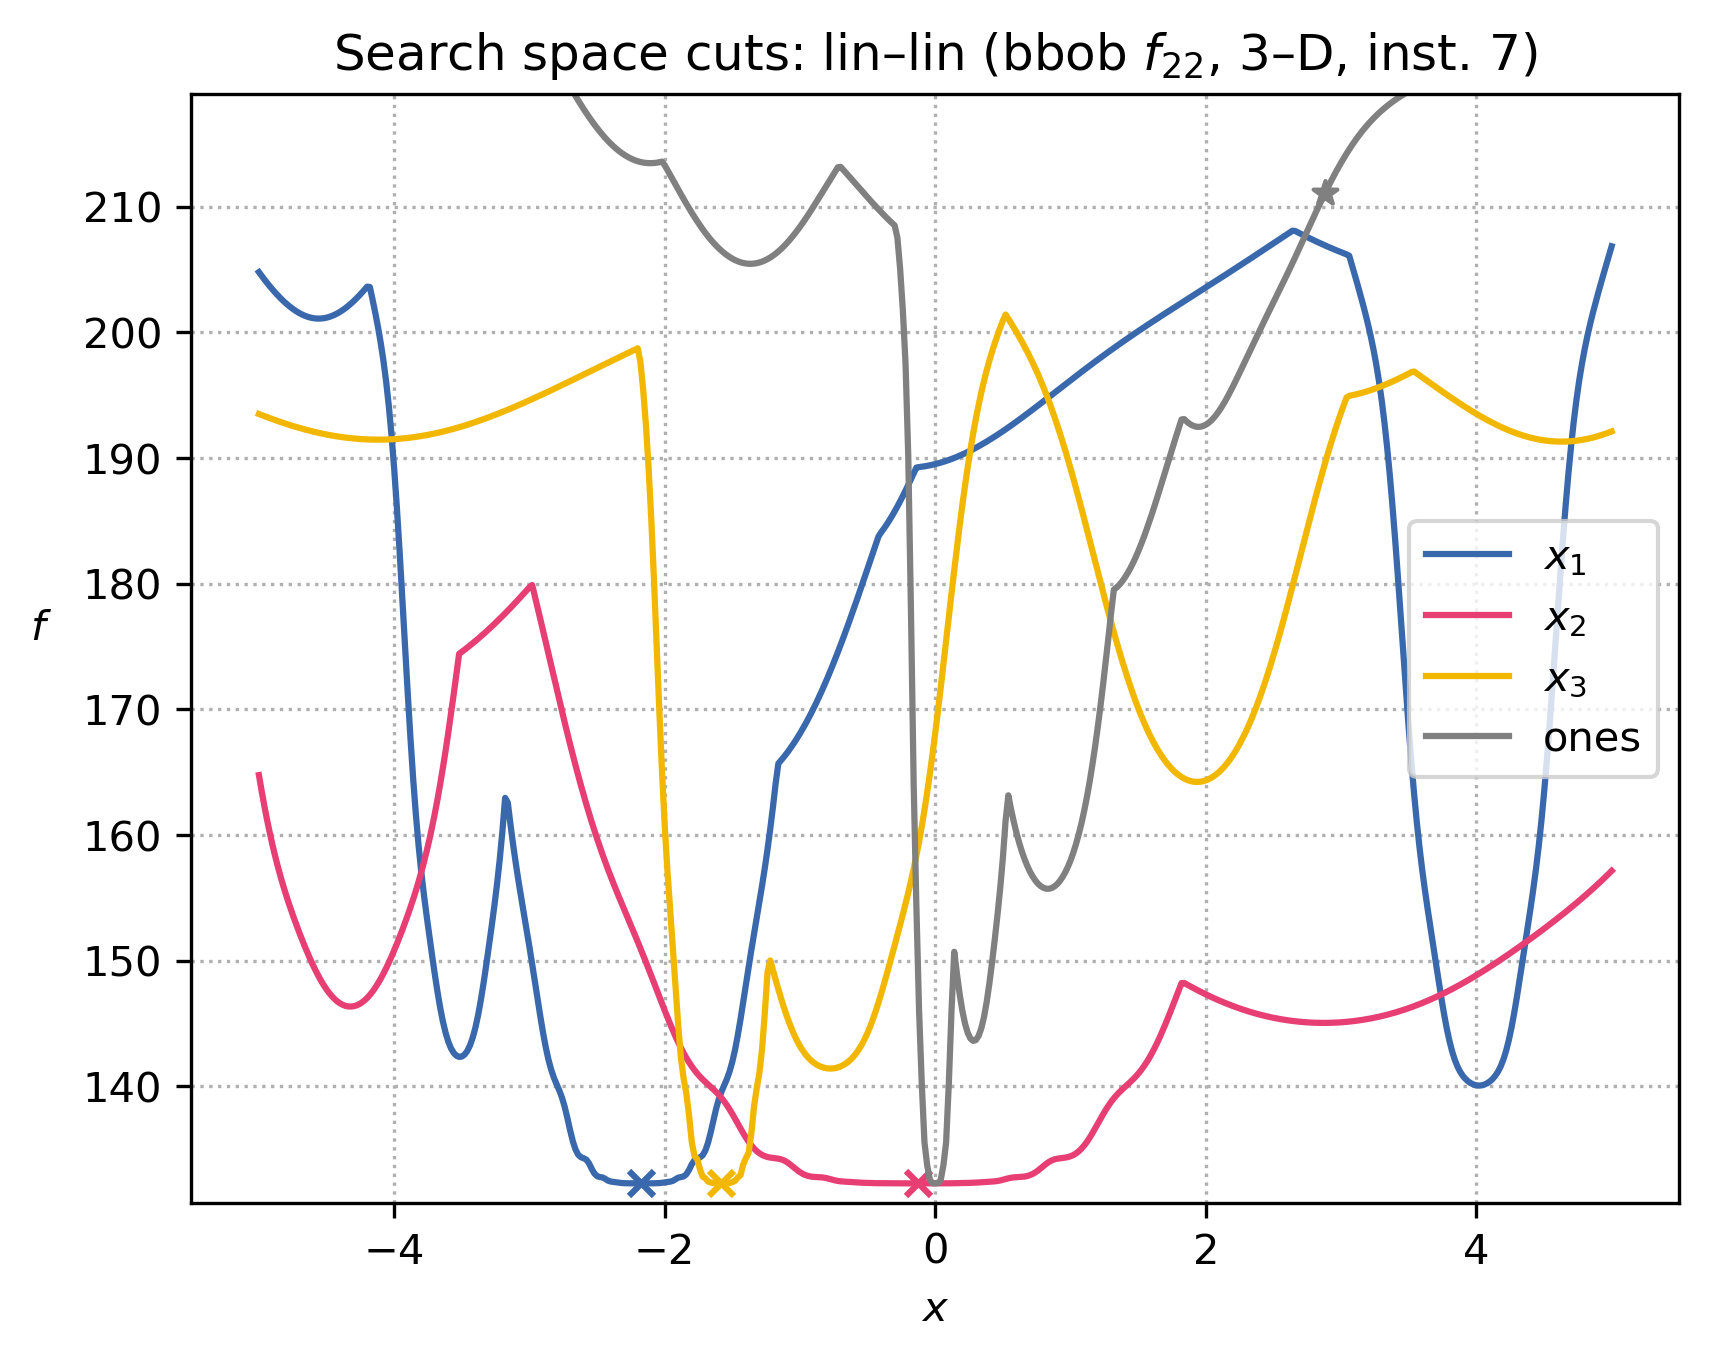 Search space cuts: lin–lin (bbob f₂₂, 3–D, inst. 7)
210
200
190
180
170
160
150
140
f
−4
−2
0
2
4
x
x₁
x₂
x₃
ones